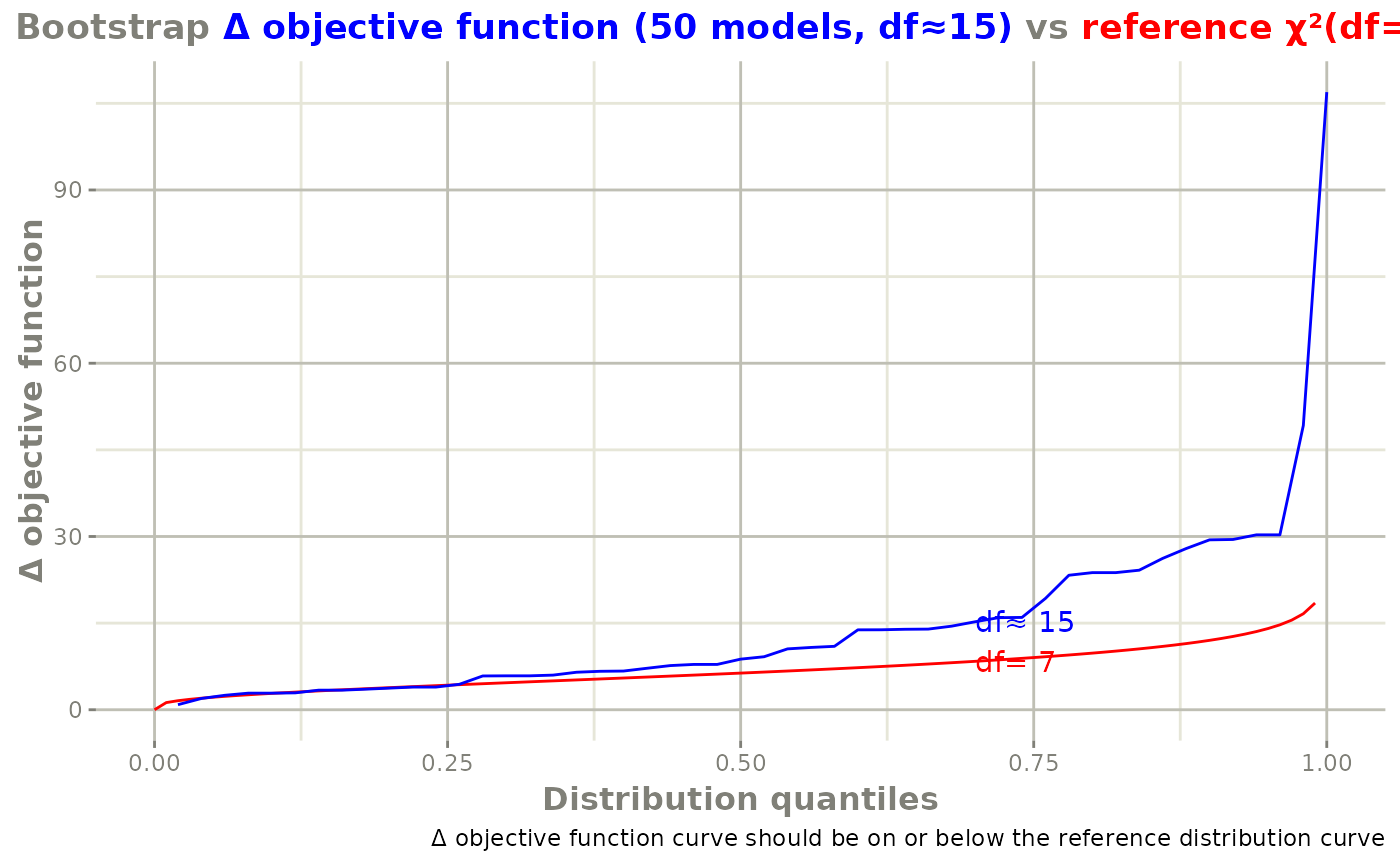 Bootstrap Δ objective function (50 models, df≈15) vs reference χ²(df=
Δ objective function
90
60
30
0
df≈ 15
df= 7
0.00 0.25 0.50 0.75 1.00
Distribution quantiles
Δ objective function curve should be on or below the reference distribution curve